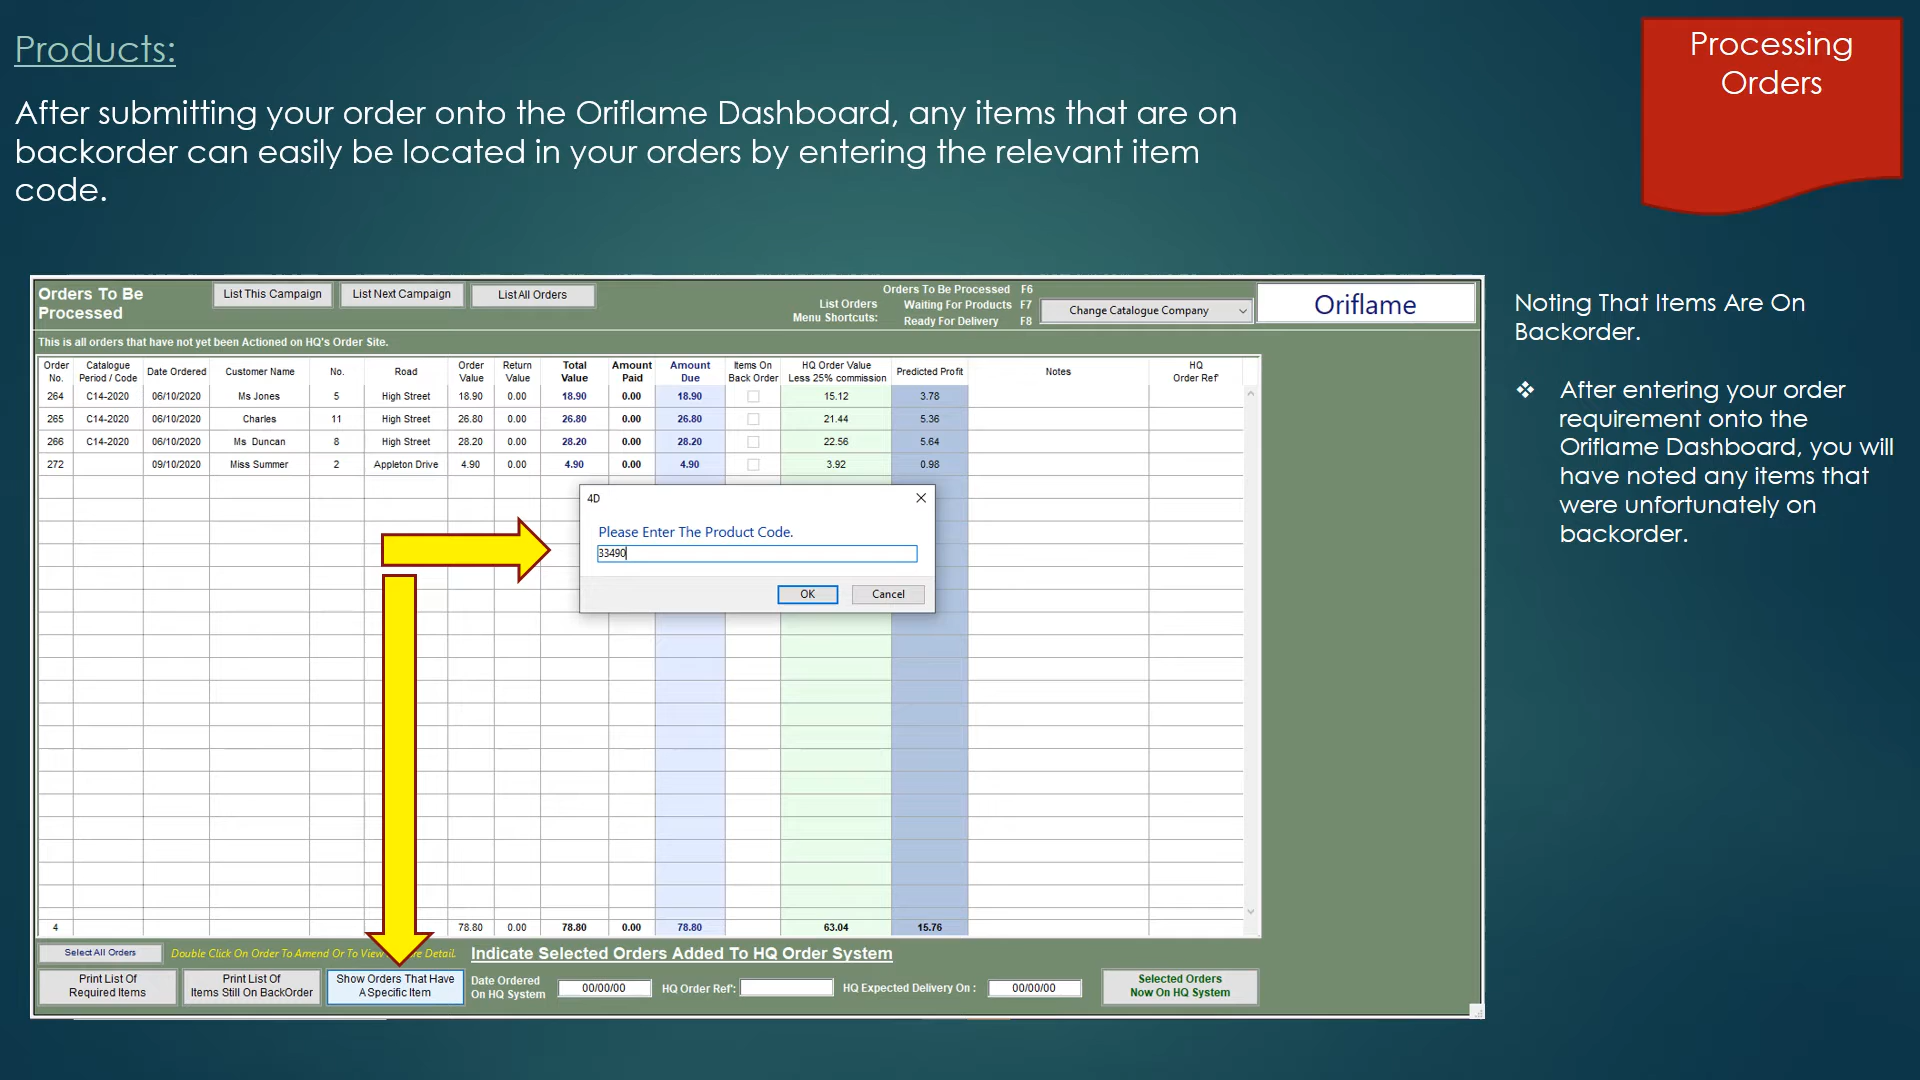 Products:
Processing
Orders
After submitting your order onto the Oriflame Dashboard, any items that are on
backorder can easily be located in your orders by entering the relevant item
code.
Orders To Be
Processed
List This Campaign
List Next Campaign
List All Orders
List Orders
Menu Shortcuts:
Orders To Be Processed F6
Waiting For Products F7
Ready For Delivery F8
Change Catalogue Company
Oriflame
This is all orders that have not yet been Actioned on HQ's Order Site.
Order No. Catalogue Period / Code Date Ordered Customer Name No. Road Order Value Return Value Total Value Amount Paid Amount Due Items On Back Order HQ Order Value Less 25% commission Predicted Profit Notes HQ Order Ref'
264 C14-2020 06/10/2020 Ms Jones 5 High Street 18.90 0.00 18.90 0.00 18.90 15.12 3.78
265 C14-2020 06/10/2020 Charles 11 High Street 26.80 0.00 26.80 0.00 26.80 21.44 5.36
266 C14-2020 06/10/2020 Ms Duncan 8 High Street 28.20 0.00 28.20 0.00 28.20 22.56 5.64
272 09/10/2020 Miss Summer 2 Appleton Drive 4.90 0.00 4.90 0.00 4.90 3.92 0.98
4D
Please Enter The Product Code.
33490
OK
Cancel
4 78.80 0.00 78.80 0.00 78.80 63.04 15.76
Select All Orders
Double Click On Order To Amend Or To View Detail.
Indicate Selected Orders Added To HQ Order System
Print List Of
Required Items
Print List Of
Items Still On BackOrder
Show Orders That Have
A Specific Item
Date Ordered
On HQ System
00/00/00
HQ Order Ref':
HQ Expected Delivery On :
00/00/00
Selected Orders
Now On HQ System
Noting That Items Are On
Backorder.
❖ After entering your order
requirement onto the
Oriflame Dashboard, you will
have noted any items that
were unfortunately on
backorder.